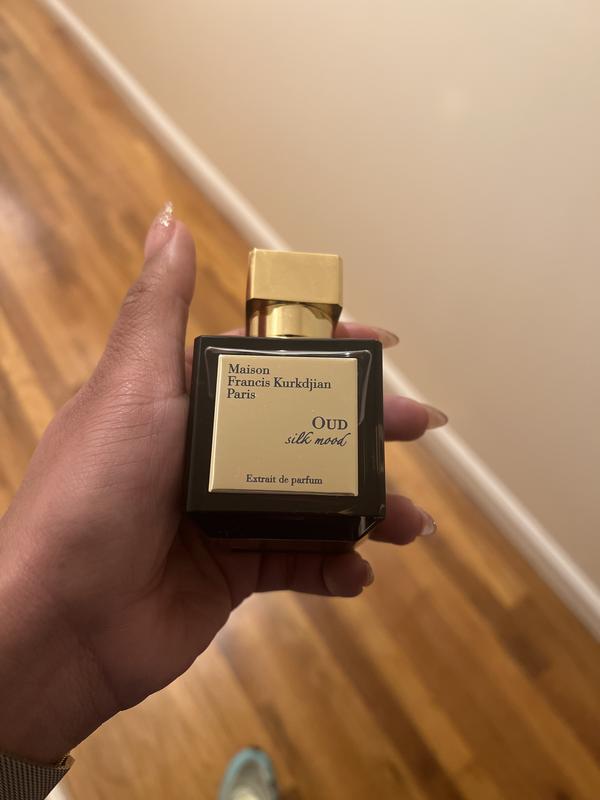 Maison
Francis Kurkdjian
Paris
OUD
silk mood
Extrait de parfum